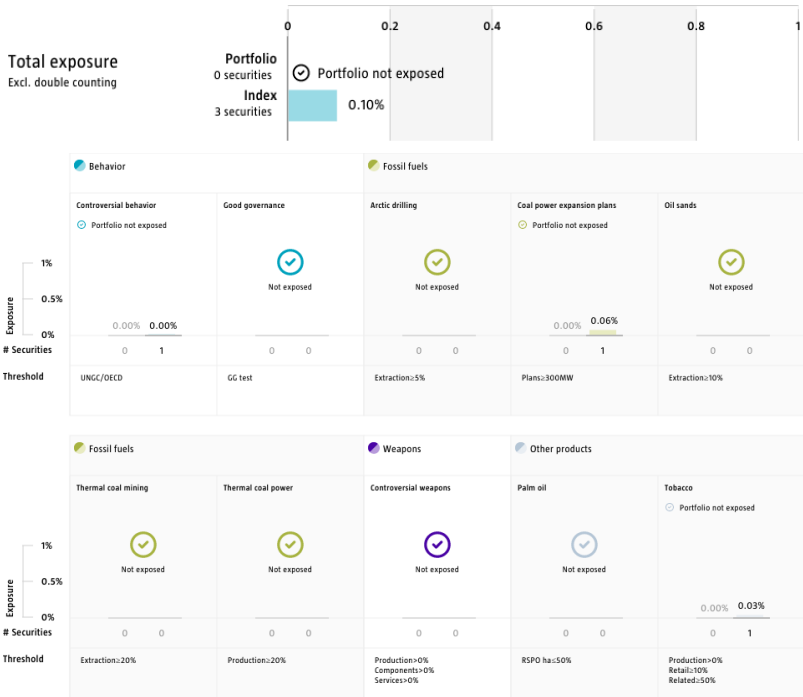 0 0.2 0.4 0.6 0.8 1
Total exposure
Excl. double counting
Portfolio
0 securities
Portfolio not exposed
Index
3 securities
0.10%
Behavior
Fossil fuels
Controversial behavior
Good governance
Arctic drilling
Coal power expansion plans
Oil sands
Portfolio not exposed
Portfolio not exposed
Not exposed
Not exposed
Not exposed
Exposure
1%
0.5%
0%
0.00% 0.00%
0.00% 0.06%
# Securities
0 1
0 0
0 0
0 1
0 0
Threshold
UNGC/OECD
GG test
Extraction≥5%
Plans≥300MW
Extraction≥10%
Fossil fuels
Weapons
Other products
Thermal coal mining
Thermal coal power
Controversial weapons
Palm oil
Tobacco
Portfolio not exposed
Not exposed
Not exposed
Not exposed
Not exposed
Exposure
1%
0.5%
0%
0.00% 0.03%
# Securities
0 0
0 0
0 0
0 0
0 1
Threshold
Extraction≥20%
Production≥20%
Production>0%
Components>0%
Services>0%
RSPO ha≤50%
Production>0%
Retail≥10%
Related≥50%